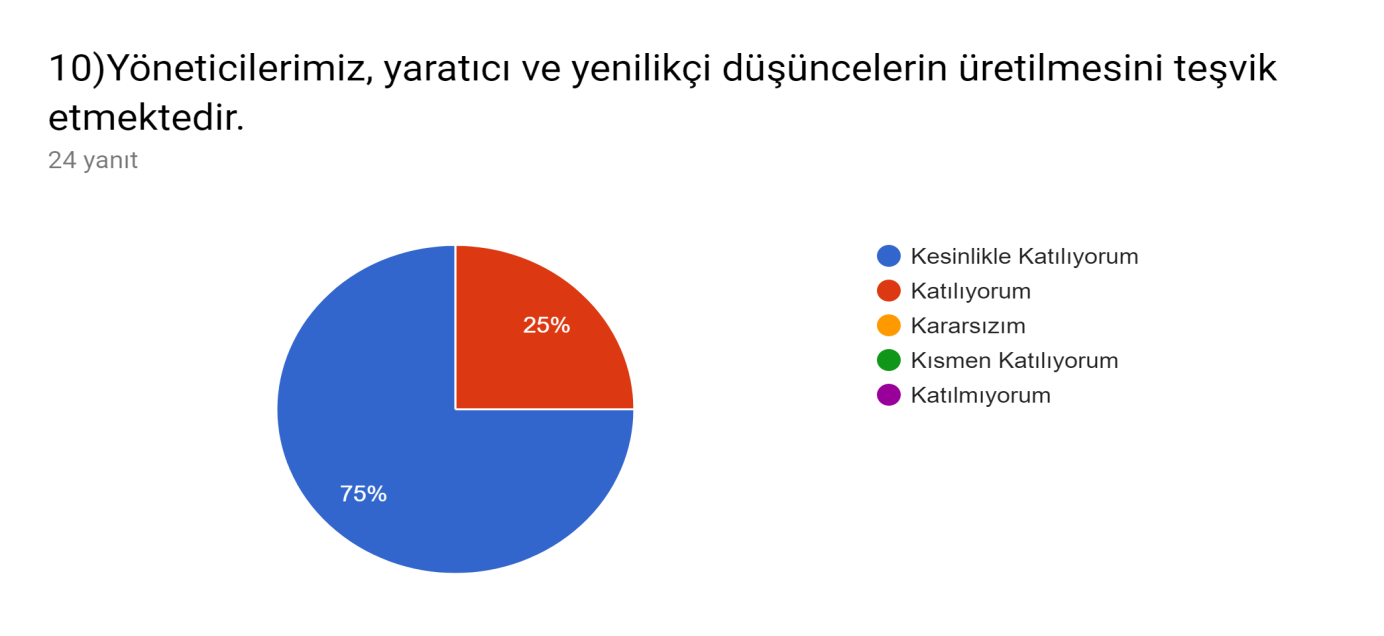 10)Yöneticilerimiz, yaratıcı ve yenilikçi düşüncelerin üretilmesini teşvik
etmektedir.
24 yanıt
Kesinlikle Katılıyorum
Katılıyorum
Kararsızım
Kısmen Katılıyorum
Katılmıyorum
25%
75%